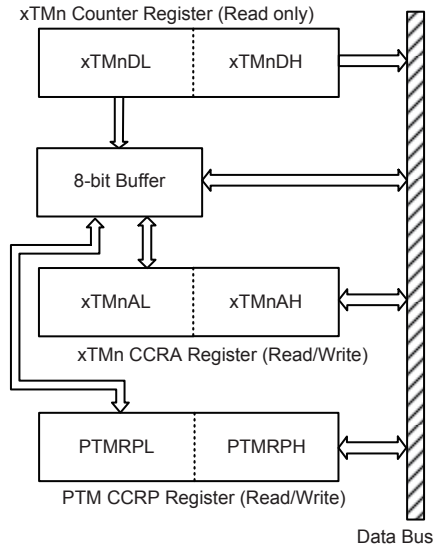 xTMn Counter Register (Read only)
xTMnDL xTMnDH
8-bit Buffer
xTMnAL xTMnAH
xTMn CCRA Register (Read/Write)
PTMRPL PTMRPH
PTM CCRP Register (Read/Write)
Data Bus